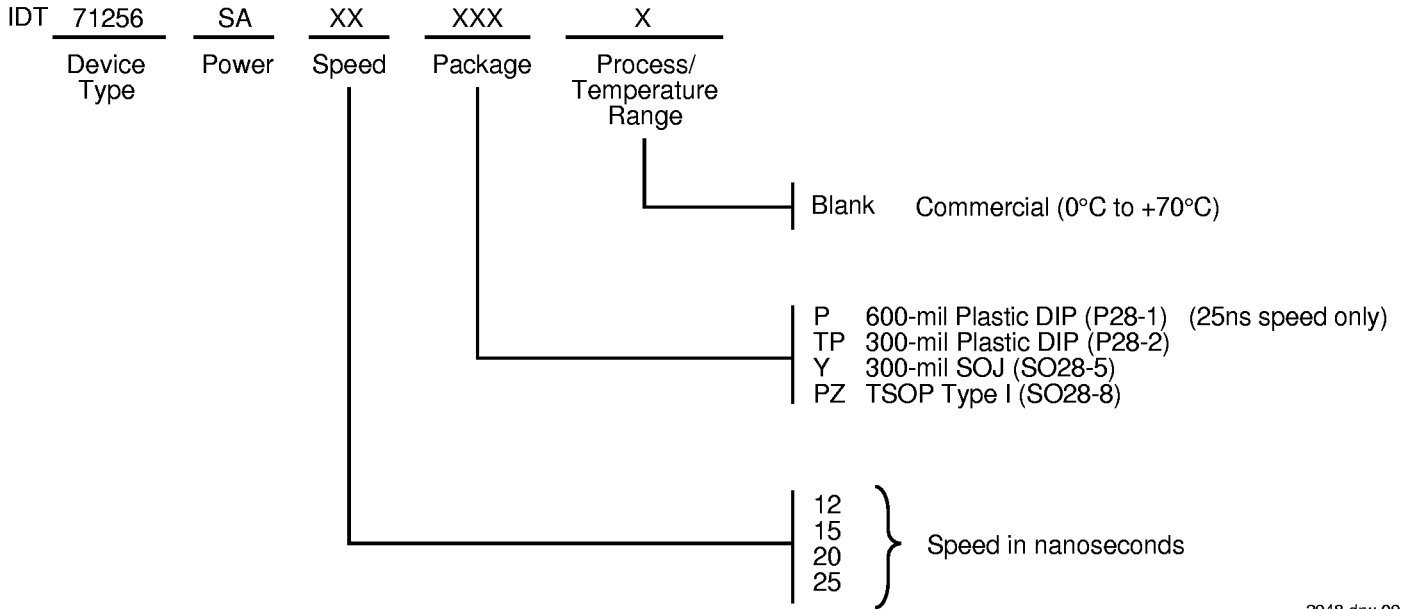 IDT 71256 SA XX XXX X
Device Type Power Speed Package Process/ Temperature Range
Blank Commercial (0°C to +70°C)
P 600-mil Plastic DIP (P28-1) (25ns speed only)
TP 300-mil Plastic DIP (P28-2)
Y 300-mil SOJ (SO28-5)
PZ TSOP Type I (SO28-8)
12
15
20
25
Speed in nanoseconds